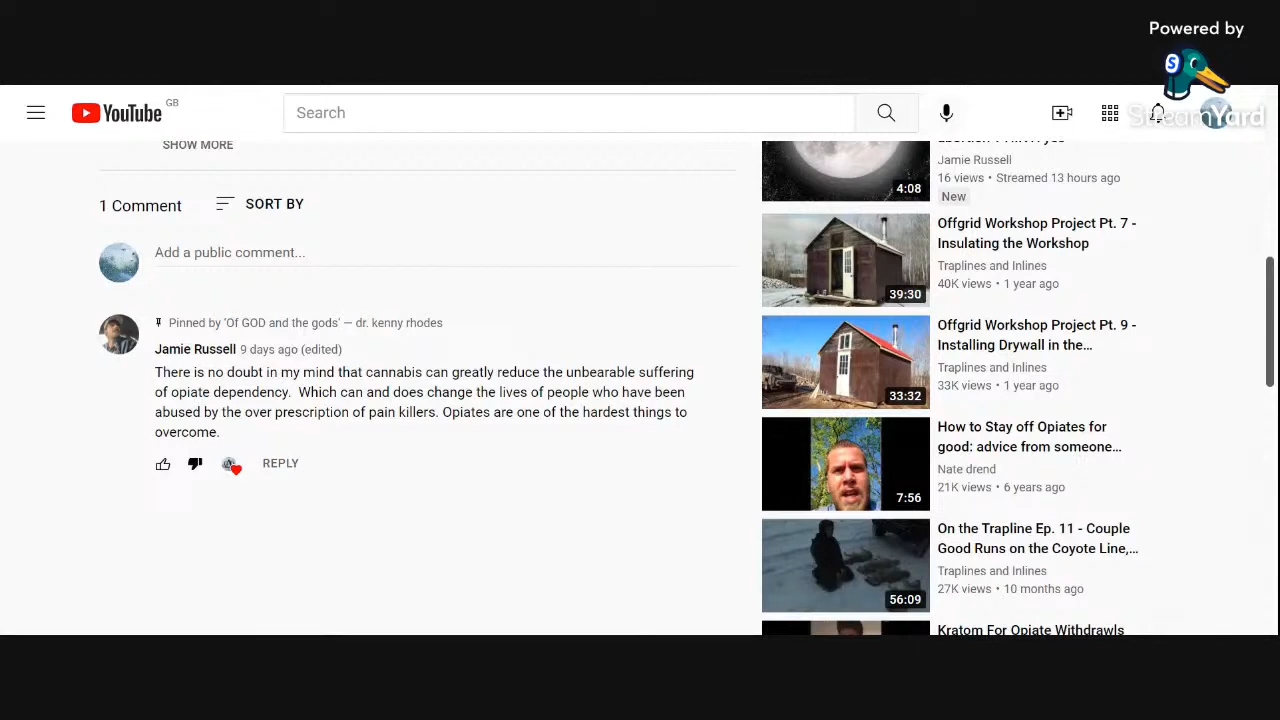 Powered by
StreamYard
YouTube GB
Search
SHOW MORE
1 Comment
SORT BY
Add a public comment...
Pinned by 'Of GOD and the gods' — dr. kenny rhodes
Jamie Russell 9 days ago (edited)
There is no doubt in my mind that cannabis can greatly reduce the unbearable suffering
of opiate dependency.  Which can and does change the lives of people who have been
abused by the over prescription of pain killers. Opiates are one of the hardest things to
overcome.
REPLY
4:08
Jamie Russell
16 views • Streamed 13 hours ago
New
39:30
Offgrid Workshop Project Pt. 7 -
Insulating the Workshop
Traplines and Inlines
40K views • 1 year ago
33:32
Offgrid Workshop Project Pt. 9 -
Installing Drywall in the...
Traplines and Inlines
33K views • 1 year ago
7:56
How to Stay off Opiates for
good: advice from someone...
Nate drend
21K views • 6 years ago
56:09
On the Trapline Ep. 11 - Couple
Good Runs on the Coyote Line,...
Traplines and Inlines
27K views • 10 months ago
Kratom For Opiate Withdrawls